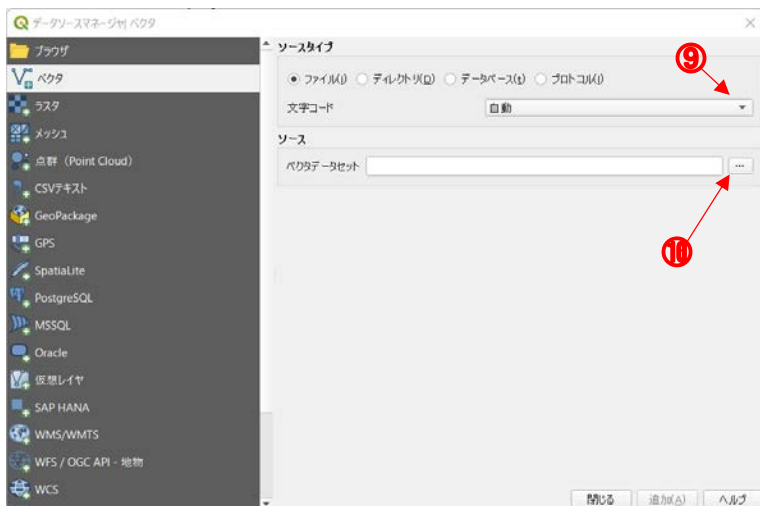 データソースマネージャ| ベクタ
ブラウザ
ベクタ
ラスタ
メッシュ
点群 (Point Cloud)
CSVテキスト
GeoPackage
GPS
SpatiaLite
PostgreSQL
MSSQL
Oracle
仮想レイヤ
SAP HANA
WMS/WMTS
WFS / OGC API - 地物
WCS
ソースタイプ
ファイル(i) ディレクトリ(D) データベース(t) プロトコル(i)
⑨
文字コード 自動
ソース
ベクタデータセット ...
⑩
閉じる 追加(A) ヘルプ